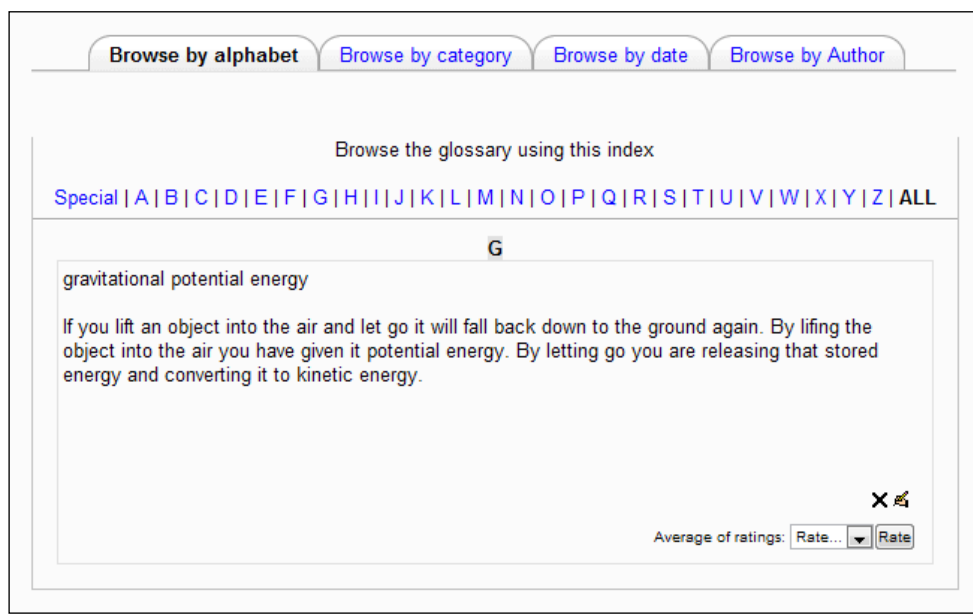 Browse by alphabet Browse by category Browse by date Browse by Author
Browse the glossary using this index
Special | A | B | C | D | E | F | G | H | I | J | K | L | M | N | O | P | Q | R | S | T | U | V | W | X | Y | Z | ALL
G
gravitational potential energy
If you lift an object into the air and let go it will fall back down to the ground again. By lifing the
object into the air you have given it potential energy. By letting go you are releasing that stored
energy and converting it to kinetic energy.
Average of ratings: Rate... Rate